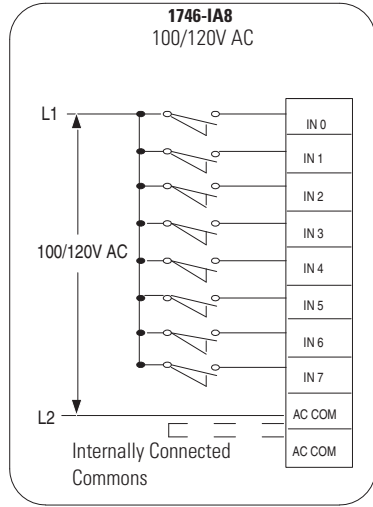 1746-IA8
100/120V AC
L1
IN 0
IN 1
IN 2
IN 3
100/120V AC
IN 4
IN 5
IN 6
IN 7
L2
AC COM
Internally Connected
Commons
AC COM